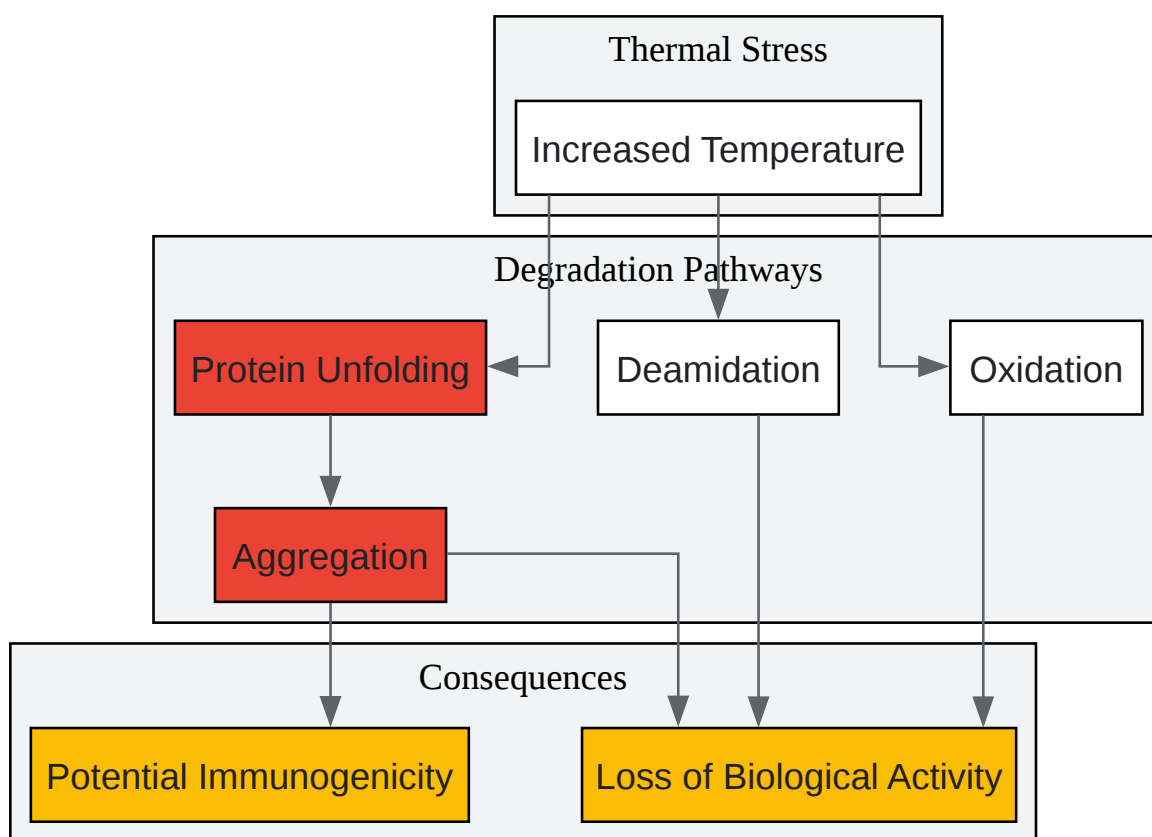 Thermal Stress
Increased Temperature
Degradation Pathways
Protein Unfolding
Deamidation
Oxidation
Aggregation
Consequences
Potential Immunogenicity
Loss of Biological Activity